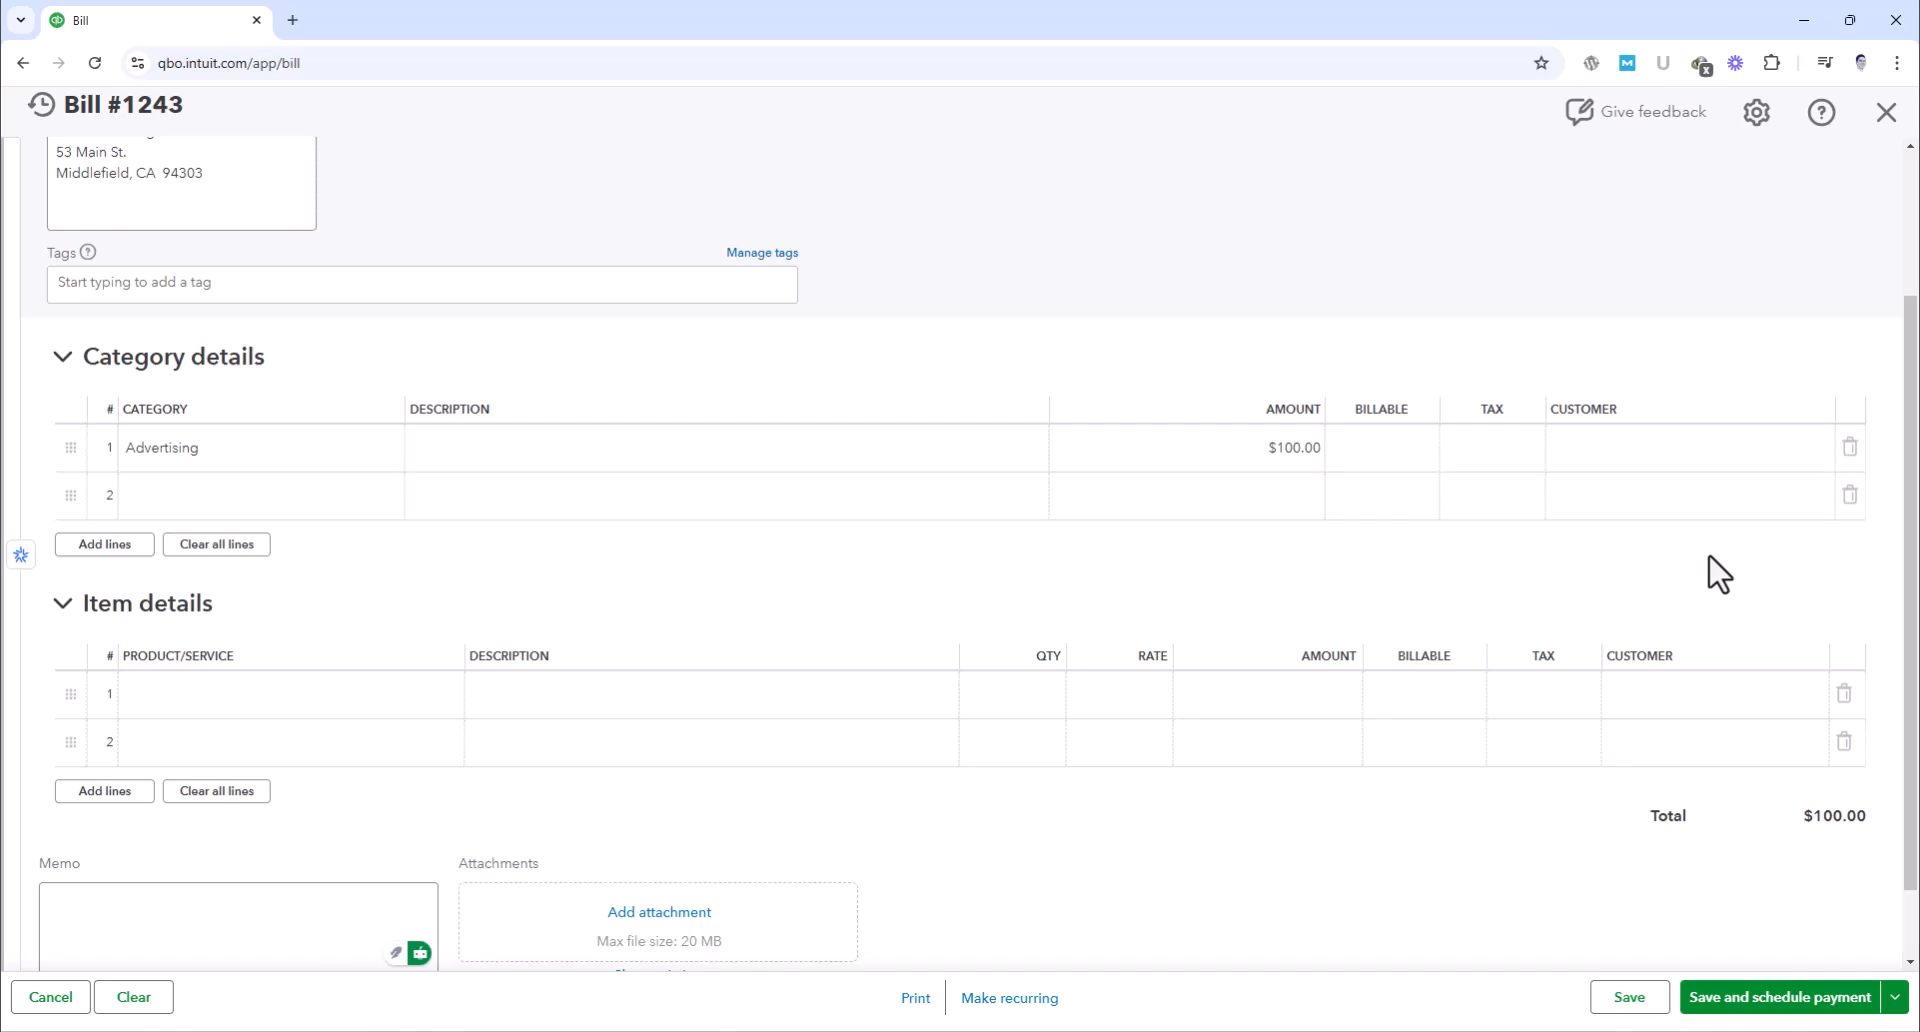 Bill
qbo.intuit.com/app/bill
Bill #1243
Give feedback
53 Main St.
Middlefield, CA 94303
Tags
Manage tags
Start typing to add a tag
Category details
# CATEGORY DESCRIPTION AMOUNT BILLABLE TAX CUSTOMER
1 Advertising $100.00
2
Add lines Clear all lines
Item details
# PRODUCT/SERVICE DESCRIPTION QTY RATE AMOUNT BILLABLE TAX CUSTOMER
1
2
Add lines Clear all lines
Total $100.00
Memo Attachments
Add attachment
Max file size: 20 MB
Cancel Clear Print Make recurring Save Save and schedule payment